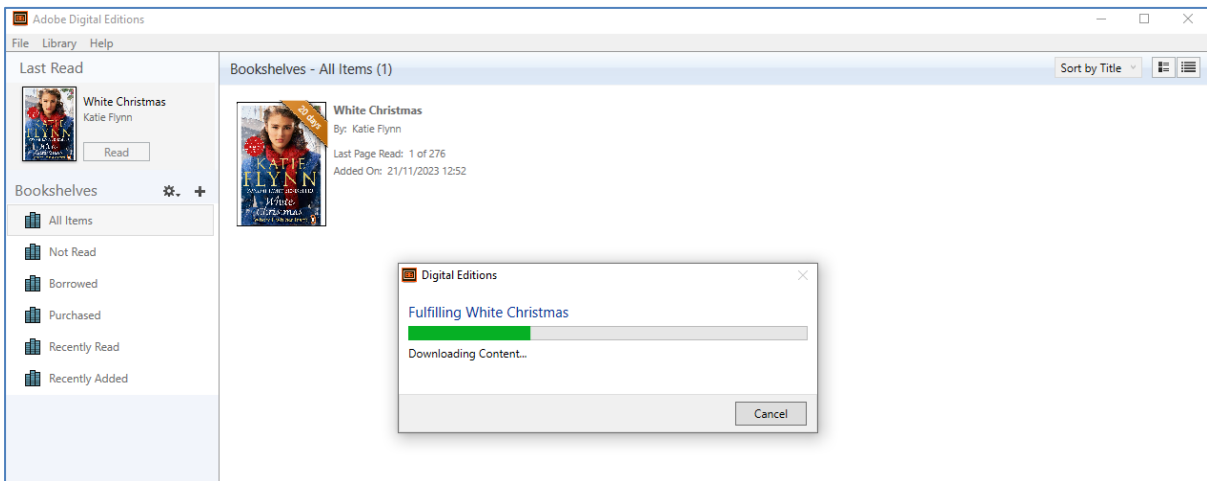 Adobe Digital Editions
File Library Help
Last Read
White Christmas
Katie Flynn
Read
KATIE
FLYNN
Bookshelves
All Items
Not Read
Borrowed
Purchased
Recently Read
Recently Added
Bookshelves - All Items (1)
Sort by Title
20 days
KATIE
FLYNN
White
Christmas
White Christmas
By: Katie Flynn
Last Page Read: 1 of 276
Added On: 21/11/2023 12:52
Digital Editions
Fulfilling White Christmas
Downloading Content...
Cancel